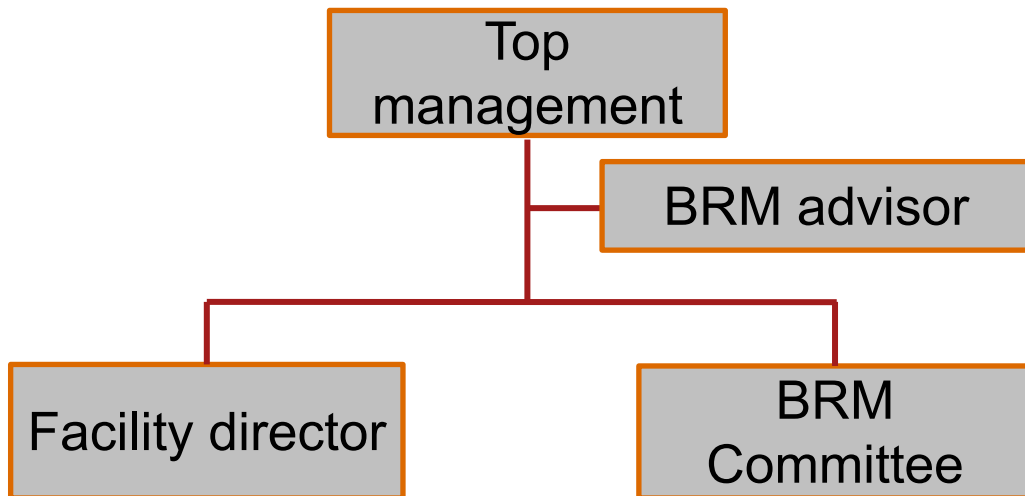 Top
management
BRM advisor
Facility director
BRM
Committee